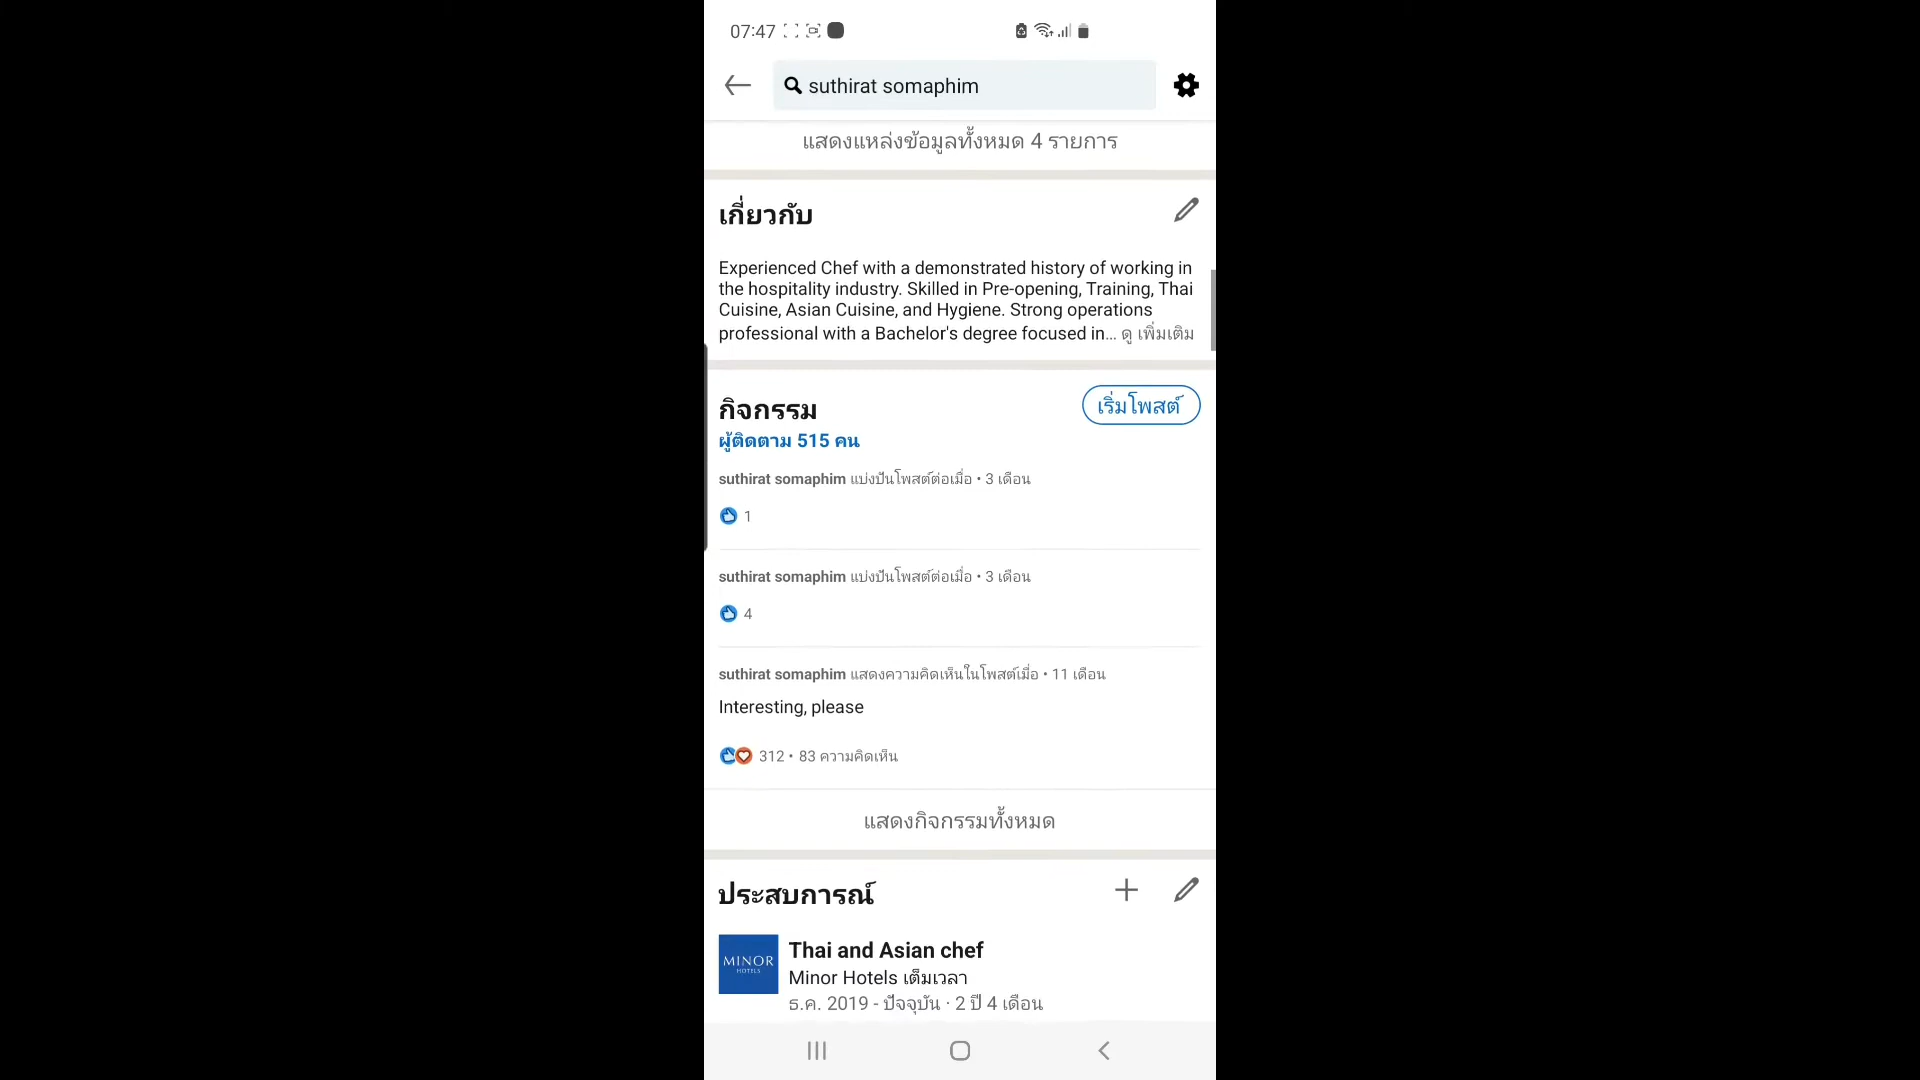 07:47
suthirat somaphim
แสดงแหล่งข้อมูลทั้งหมด 4 รายการ
เกี่ยวกับ
Experienced Chef with a demonstrated history of working in
the hospitality industry. Skilled in Pre-opening, Training, Thai
Cuisine, Asian Cuisine, and Hygiene. Strong operations
professional with a Bachelor's degree focused in... ดู เพิ่มเติม
กิจกรรม
เริ่มโพสต์
ผู้ติดตาม 515 คน
suthirat somaphim แบ่งปันโพสต์ต่อเมื่อ • 3 เดือน
1
suthirat somaphim แบ่งปันโพสต์ต่อเมื่อ • 3 เดือน
4
suthirat somaphim แสดงความคิดเห็นในโพสต์เมื่อ • 11 เดือน
Interesting, please
312 • 83 ความคิดเห็น
แสดงกิจกรรมทั้งหมด
ประสบการณ์
MINOR
HOTELS
Thai and Asian chef
Minor Hotels เต็มเวลา
ธ.ค. 2019 - ปัจจุบัน · 2 ปี 4 เดือน